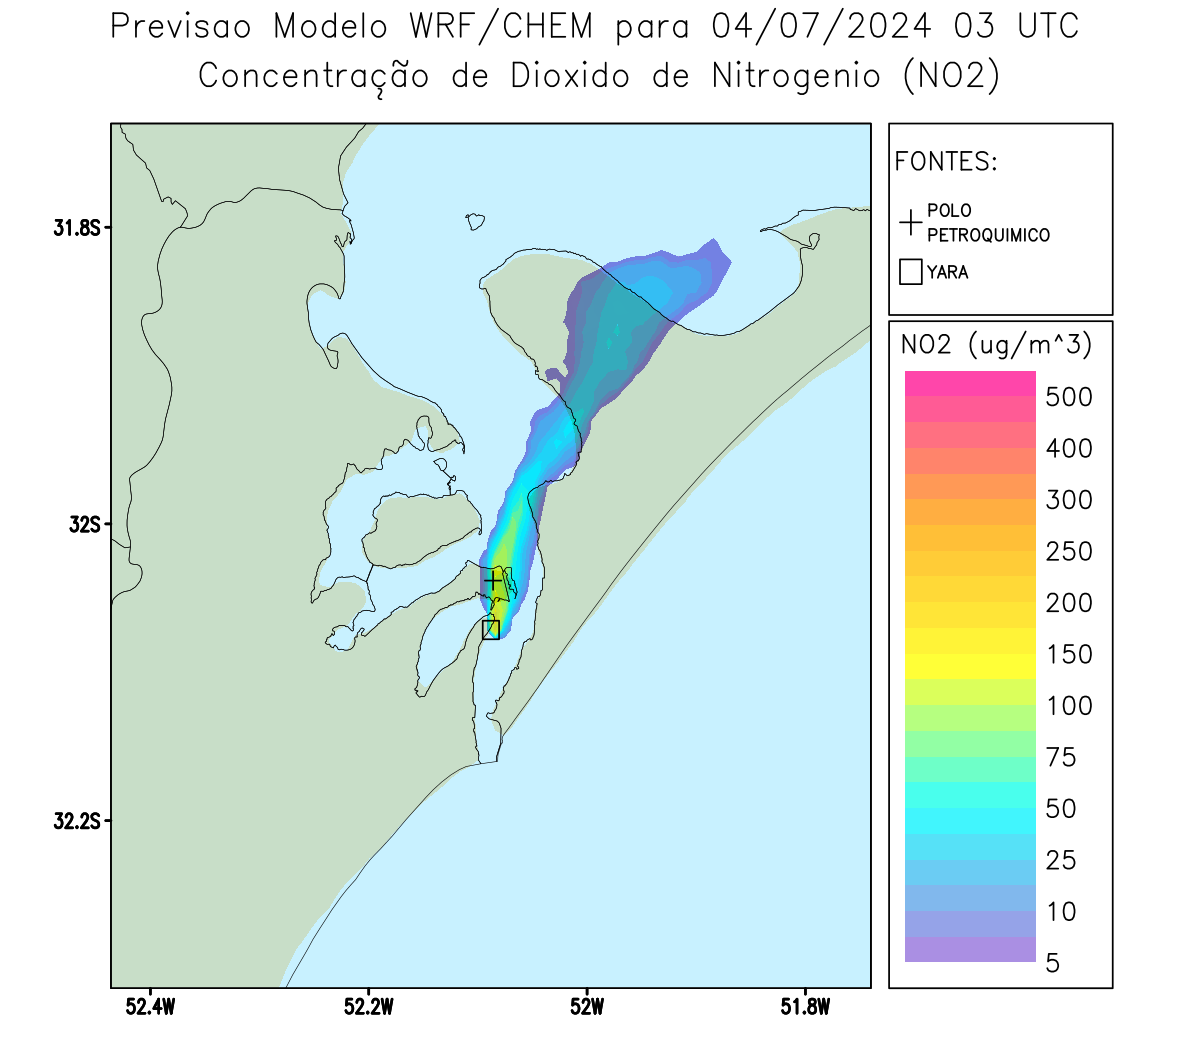 Previsao Modelo WRF/CHEM para 04/07/2024 03 UTC
Concentração de Dioxido de Nitrogenio (NO2)
FONTES:
POLO
PETROQUIMICO
YARA
NO2 (ug/m^3)
500
400
300
250
200
150
100
75
50
25
10
5
31.8S
32S
32.2S
52.4W
52.2W
52W
51.8W